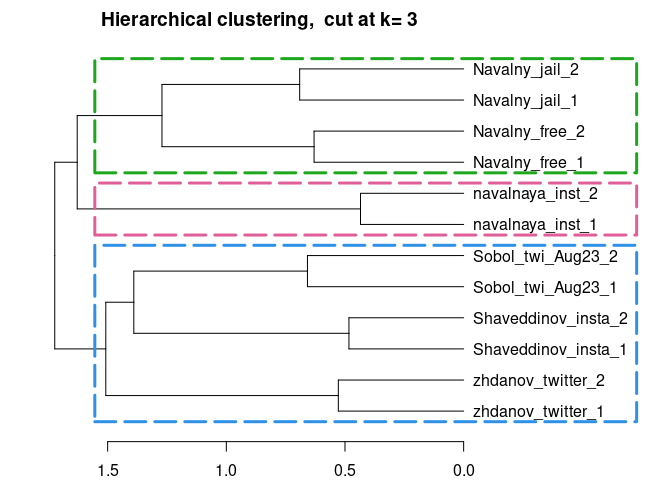 Hierarchical clustering,  cut at k= 3
Navalny_jail_2
Navalny_jail_1
Navalny_free_2
Navalny_free_1
navalnaya_inst_2
navalnaya_inst_1
Sobol_twi_Aug23_2
Sobol_twi_Aug23_1
Shaveddinov_insta_2
Shaveddinov_insta_1
zhdanov_twitter_2
zhdanov_twitter_1
1.5 1.0 0.5 0.0